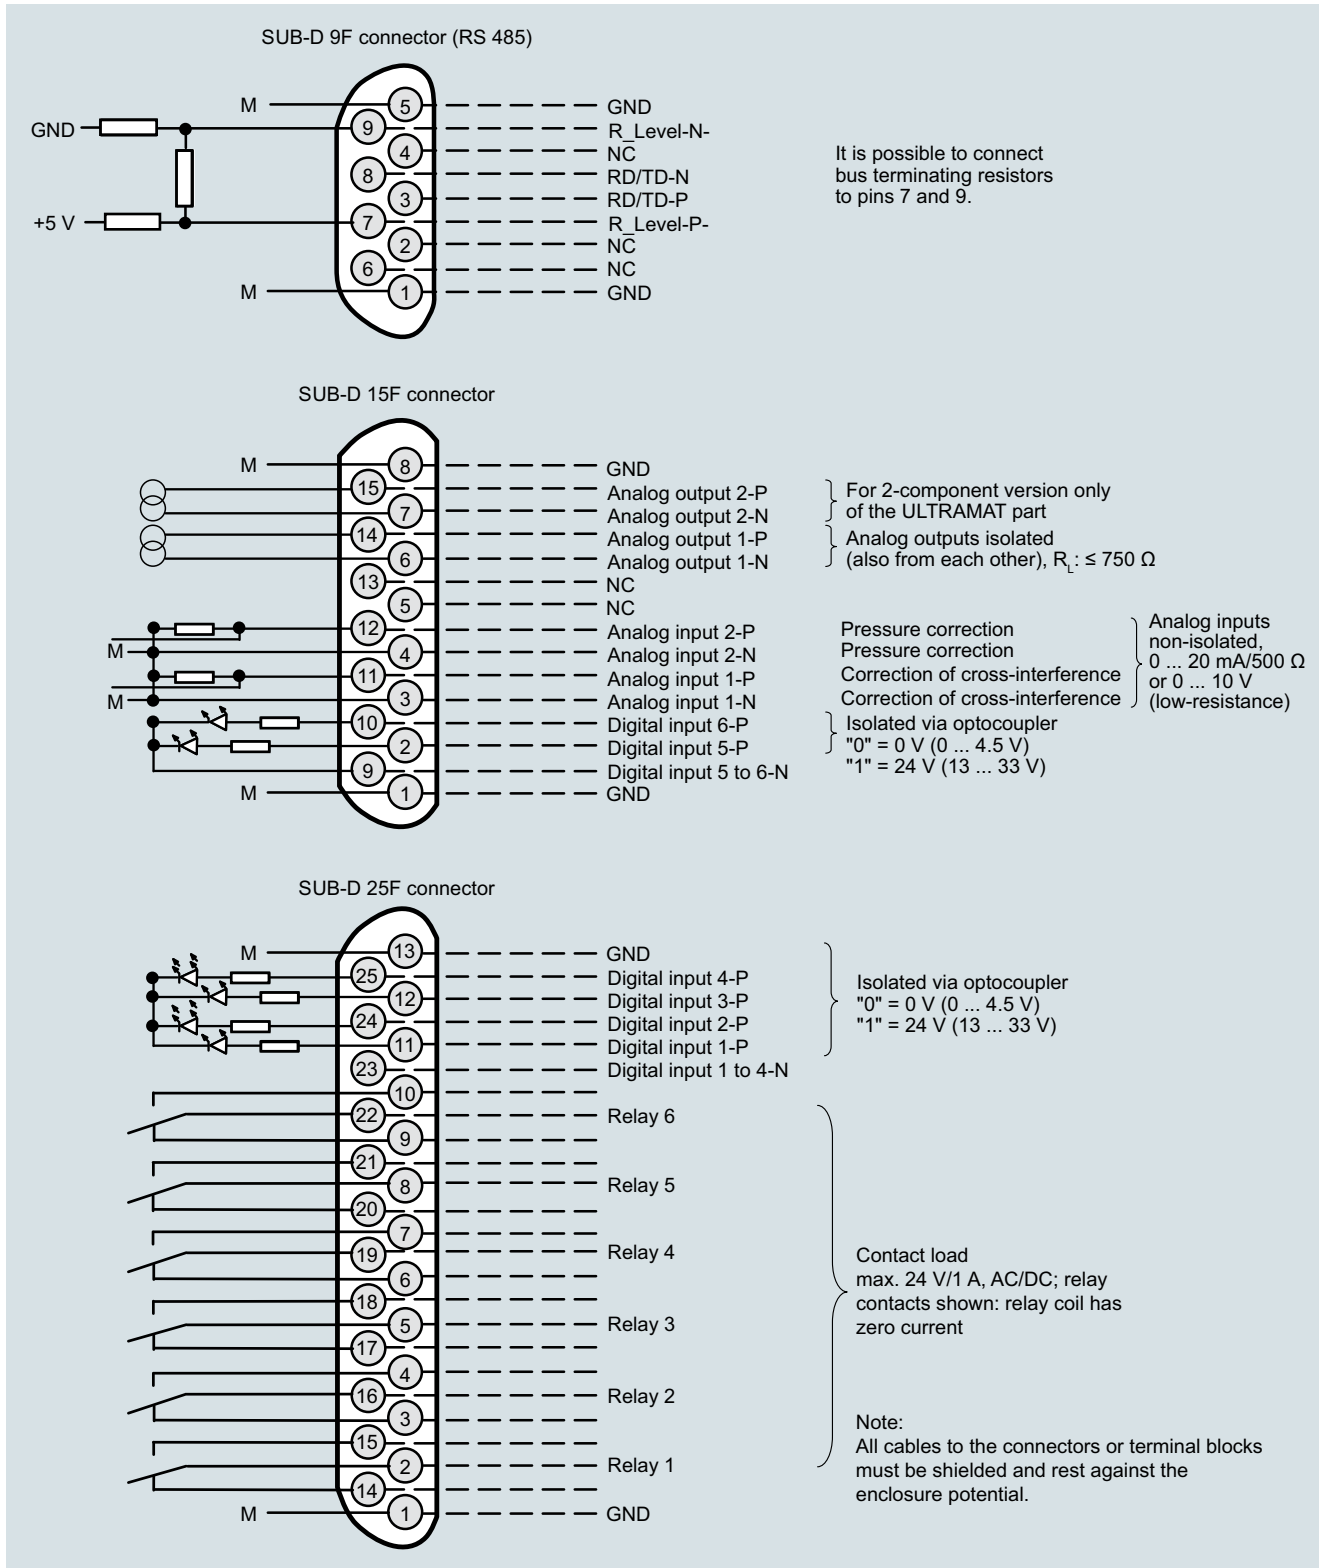 SUB-D 9F connector (RS 485)
M 5 GND
GND 9 R_Level-N-
4 NC
8 RD/TD-N
3 RD/TD-P
+5 V 7 R_Level-P-
2 NC
6 NC
M 1 GND
It is possible to connect
bus terminating resistors
to pins 7 and 9.
SUB-D 15F connector
M 8 GND
15 Analog output 2-P
7 Analog output 2-N
14 Analog output 1-P
6 Analog output 1-N
13 NC
5 NC
12 Analog input 2-P
M 4 Analog input 2-N
11 Analog input 1-P
M 3 Analog input 1-N
10 Digital input 6-P
2 Digital input 5-P
9 Digital input 5 to 6-N
M 1 GND
For 2-component version only
of the ULTRAMAT part
Analog outputs isolated
(also from each other), RL: ≤ 750 Ω
Pressure correction
Pressure correction
Correction of cross-interference
Correction of cross-interference
Analog inputs
non-isolated,
0 ... 20 mA/500 Ω
or 0 ... 10 V
(low-resistance)
Isolated via optocoupler
"0" = 0 V (0 ... 4.5 V)
"1" = 24 V (13 ... 33 V)
SUB-D 25F connector
M 13 GND
25 Digital input 4-P
12 Digital input 3-P
24 Digital input 2-P
11 Digital input 1-P
23 Digital input 1 to 4-N
10
22 Relay 6
9
21
8 Relay 5
20
7
19 Relay 4
6
18
5 Relay 3
17
4
16 Relay 2
3
15
2 Relay 1
14
M 1 GND
Isolated via optocoupler
"0" = 0 V (0 ... 4.5 V)
"1" = 24 V (13 ... 33 V)
Contact load
max. 24 V/1 A, AC/DC; relay
contacts shown: relay coil has
zero current
Note:
All cables to the connectors or terminal blocks
must be shielded and rest against the
enclosure potential.